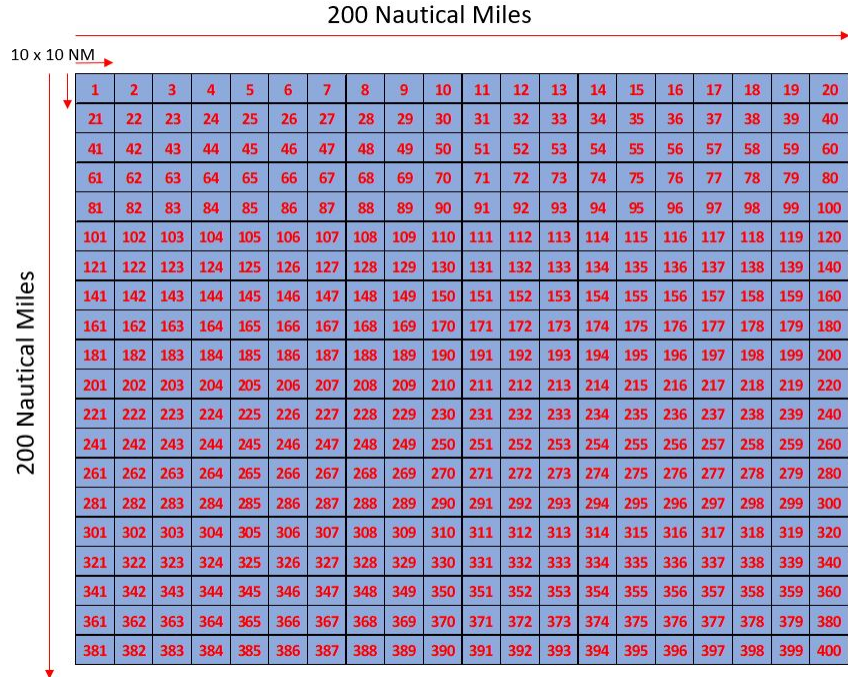 200 Nautical Miles
10 x 10 NM
200 Nautical Miles
1 2 3 4 5 6 7 8 9 10 11 12 13 14 15 16 17 18 19 20
21 22 23 24 25 26 27 28 29 30 31 32 33 34 35 36 37 38 39 40
41 42 43 44 45 46 47 48 49 50 51 52 53 54 55 56 57 58 59 60
61 62 63 64 65 66 67 68 69 70 71 72 73 74 75 76 77 78 79 80
81 82 83 84 85 86 87 88 89 90 91 92 93 94 95 96 97 98 99 100
101 102 103 104 105 106 107 108 109 110 111 112 113 114 115 116 117 118 119 120
121 122 123 124 125 126 127 128 129 130 131 132 133 134 135 136 137 138 139 140
141 142 143 144 145 146 147 148 149 150 151 152 153 154 155 156 157 158 159 160
161 162 163 164 165 166 167 168 169 170 171 172 173 174 175 176 177 178 179 180
181 182 183 184 185 186 187 188 189 190 191 192 193 194 195 196 197 198 199 200
201 202 203 204 205 206 207 208 209 210 211 212 213 214 215 216 217 218 219 220
221 222 223 224 225 226 227 228 229 230 231 232 233 234 235 236 237 238 239 240
241 242 243 244 245 246 247 248 249 250 251 252 253 254 255 256 257 258 259 260
261 262 263 264 265 266 267 268 269 270 271 272 273 274 275 276 277 278 279 280
281 282 283 284 285 286 287 288 289 290 291 292 293 294 295 296 297 298 299 300
301 302 303 304 305 306 307 308 309 310 311 312 313 314 315 316 317 318 319 320
321 322 323 324 325 326 327 328 329 330 331 332 333 334 335 336 337 338 339 340
341 342 343 344 345 346 347 348 349 350 351 352 353 354 355 356 357 358 359 360
361 362 363 364 365 366 367 368 369 370 371 372 373 374 375 376 377 378 379 380
381 382 383 384 385 386 387 388 389 390 391 392 393 394 395 396 397 398 399 400